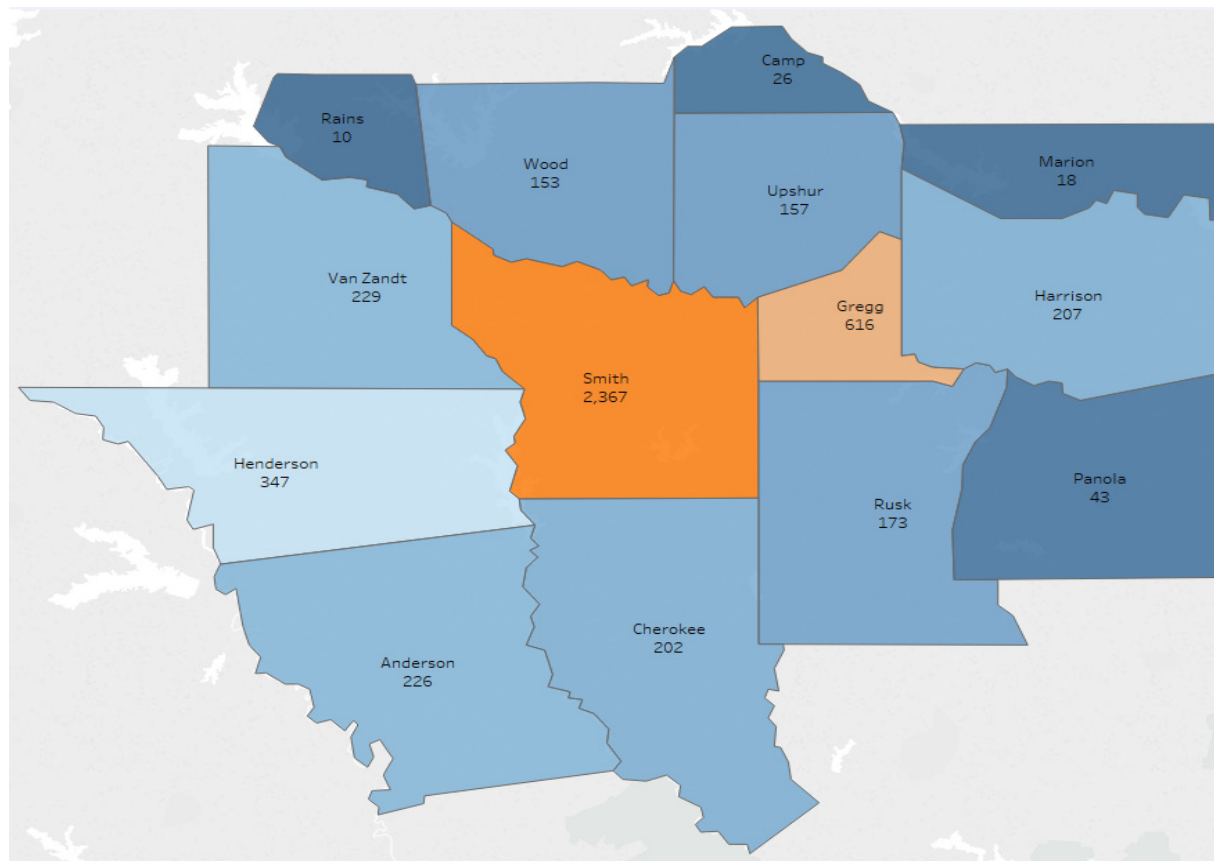 Camp
26
Rains
10
Wood
153
Marion
18
Upshur
157
Van Zandt
229
Harrison
207
Gregg
616
Smith
2,367
Henderson
347
Panola
43
Rusk
173
Cherokee
202
Anderson
226